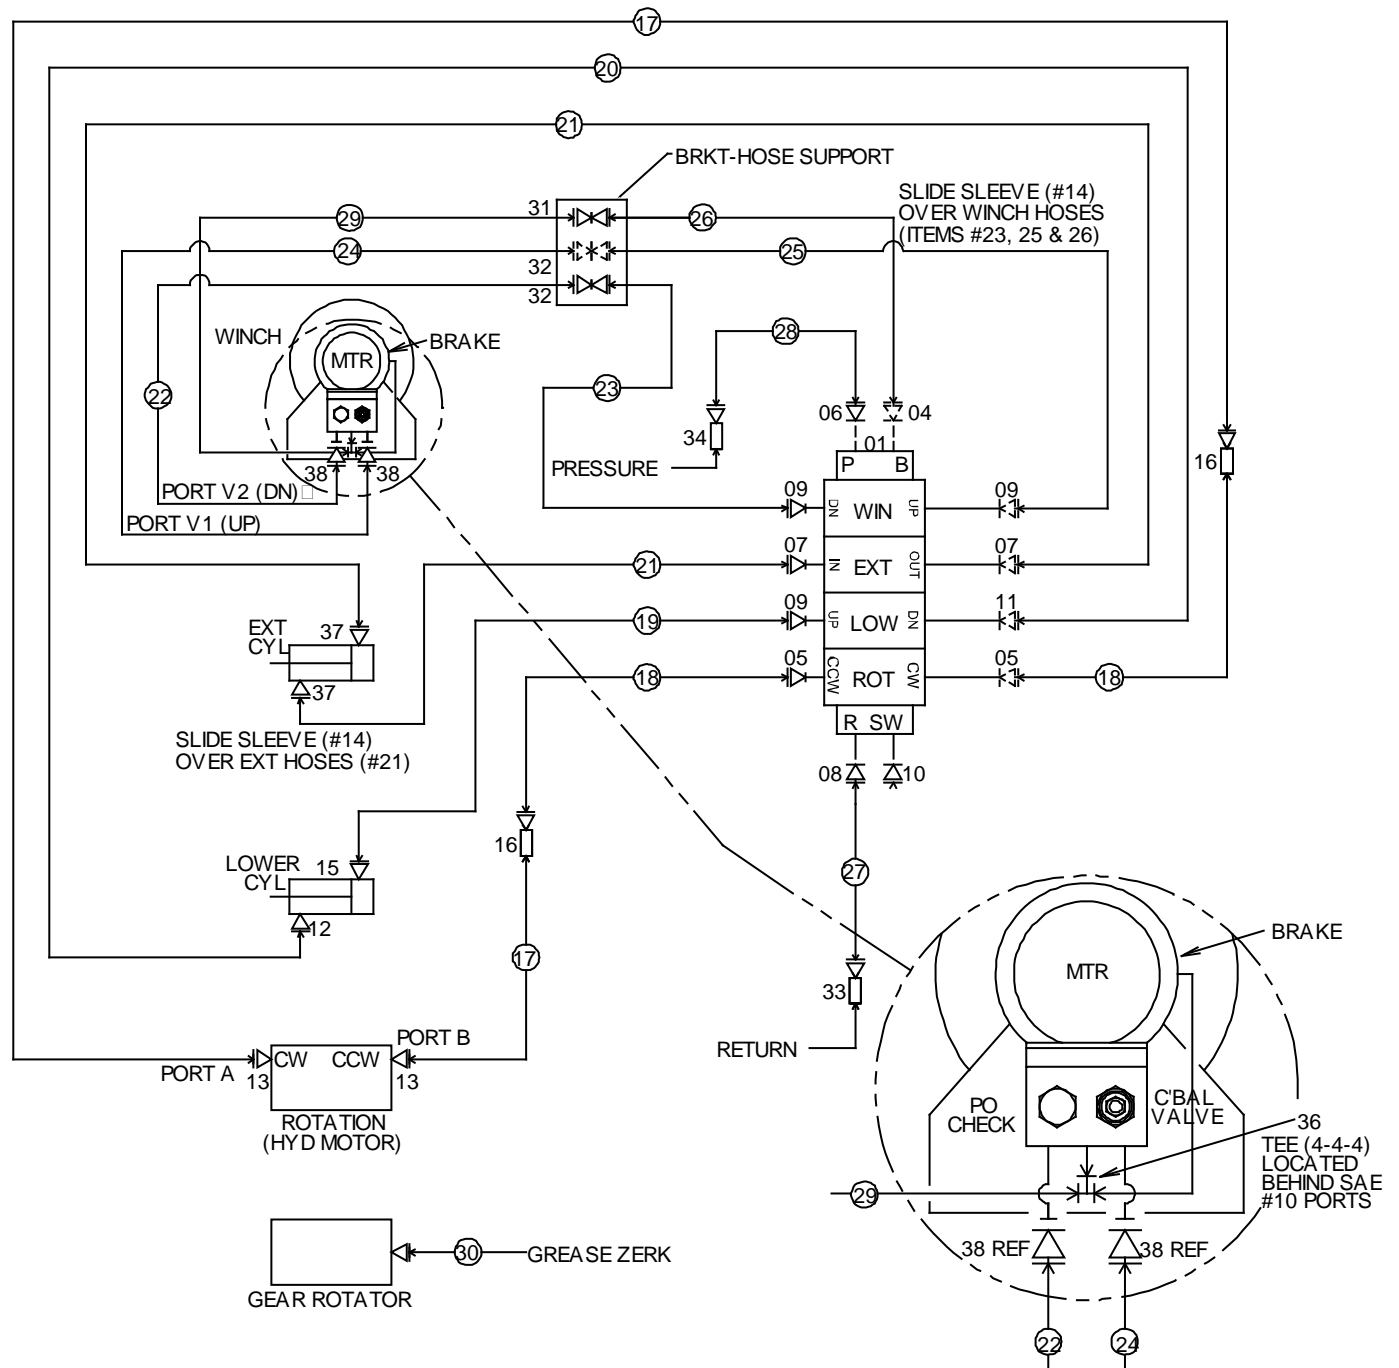 17
20
21
BRKT-HOSE SUPPORT
SLIDE SLEEVE (#14)
OVER WINCH HOSES
(ITEMS #23, 25 & 26)
31
29
26
24
25
32
32
WINCH
BRAKE
MTR
28
22
23
06
04
34
01
16
PRESSURE
P B
38
38
PORT V2 (DN)
PORT V1 (UP)
09
DN
WIN
UP
09
21
07
IN
EXT
OUT
07
19
09
UP
LOW
DN
11
EXT
CYL
37
37
18
05
CCW
ROT
CW
05
18
R SW
SLIDE SLEEVE (#14)
OVER EXT HOSES (#21)
08
10
16
LOWER
CYL
15
12
27
17
33
RETURN
BRAKE
MTR
PORT A
13
CW
CCW
PORT B
13
ROTATION
(HYD MOTOR)
PO
CHECK
C'BAL
VALVE
36
TEE (4-4-4)
LOCATED
BEHIND SAE
#10 PORTS
29
38 REF
38 REF
30
GREASE ZERK
GEAR ROTATOR
22
24